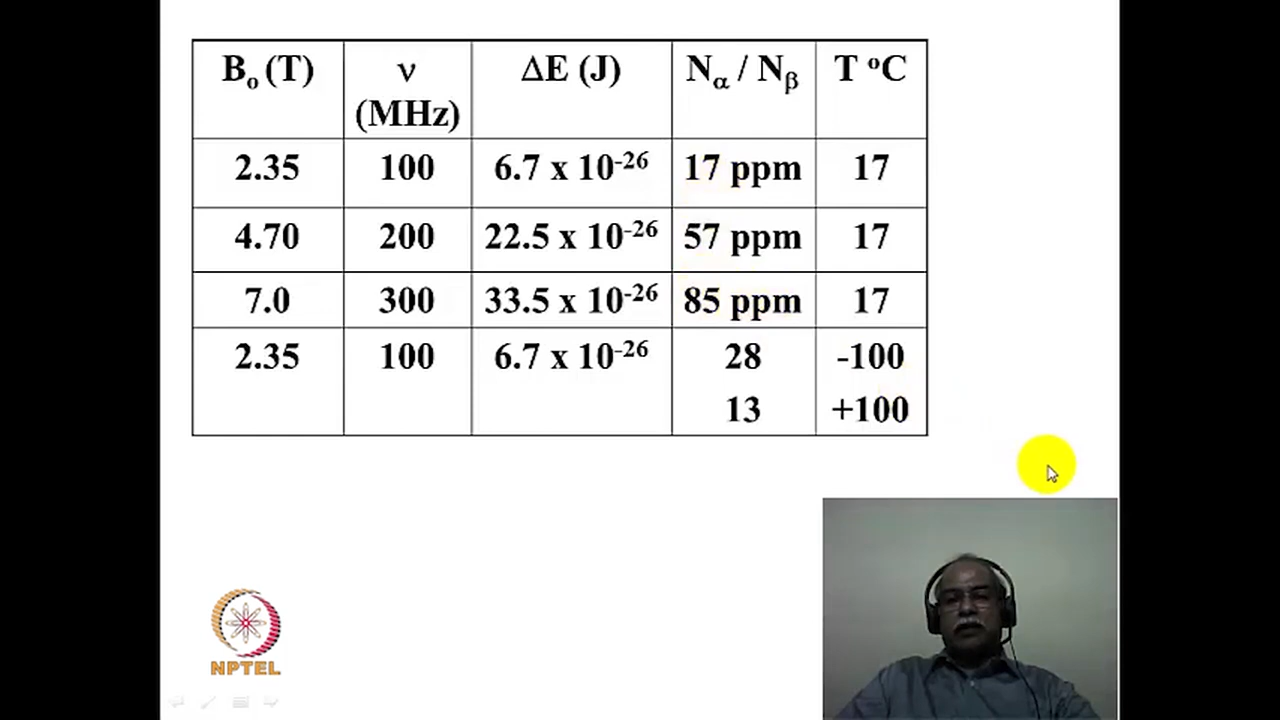 Bo (T) ν (MHz) ΔE (J) Nα / Nβ T oC
2.35 100 6.7 x 10-26 17 ppm 17
4.70 200 22.5 x 10-26 57 ppm 17
7.0 300 33.5 x 10-26 85 ppm 17
2.35 100 6.7 x 10-26 28 -100
13 +100
NPTEL